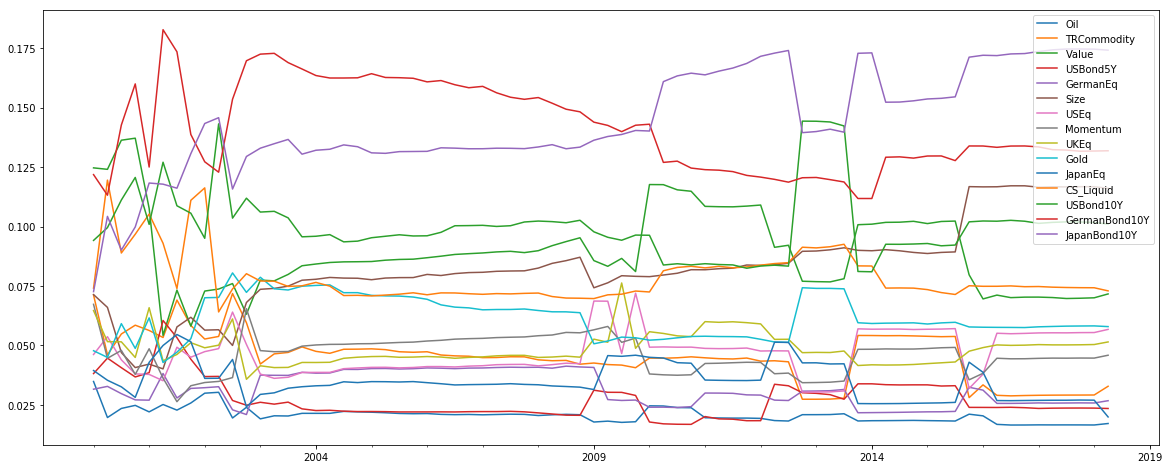 0.175
0.150
0.125
0.100
0.075
0.050
0.025
2004
2009
2014
2019
Oil
TRCommodity
Value
USBond5Y
GermanEq
Size
USEq
Momentum
UKEq
Gold
JapanEq
CS_Liquid
USBond10Y
GermanBond10Y
JapanBond10Y